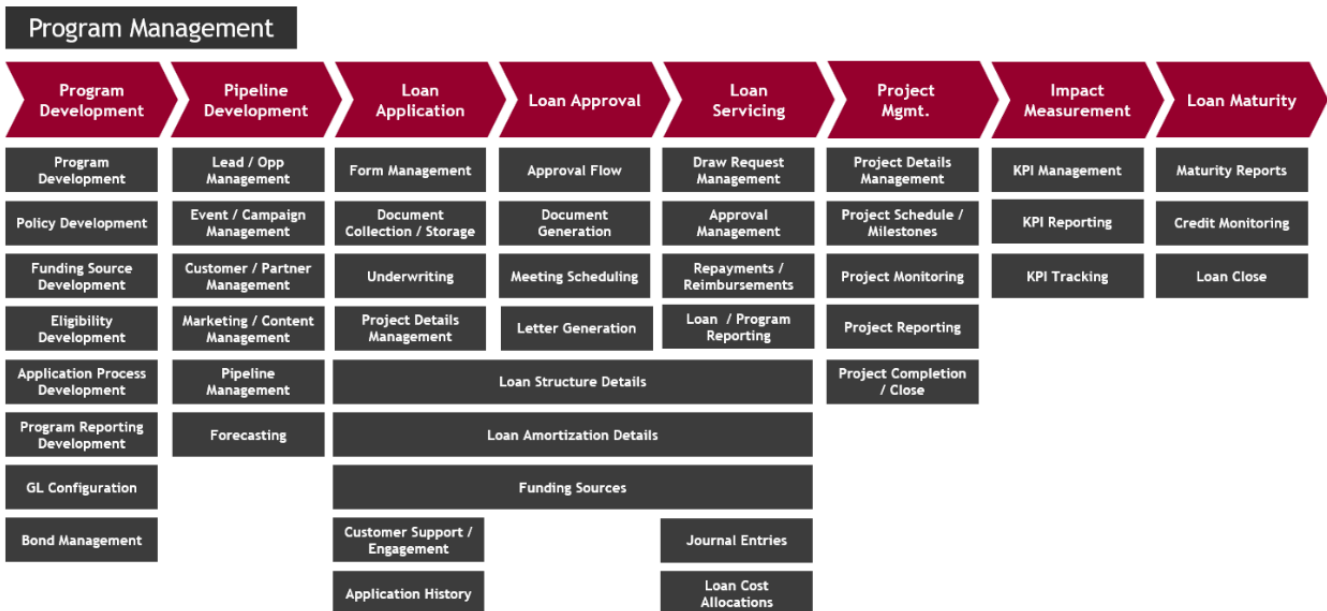 Program Management
Program
Development
Pipeline
Development
Loan
Application
Loan Approval
Loan
Servicing
Project
Mgmt.
Impact
Measurement
Loan Maturity
Program
Development
Policy Development
Funding Source
Development
Eligibility
Development
Application Process
Development
Program Reporting
Development
GL Configuration
Bond Management
Lead / Opp
Management
Event / Campaign
Management
Customer / Partner
Management
Marketing / Content
Management
Pipeline
Management
Forecasting
Form Management
Document
Collection / Storage
Underwriting
Project Details
Management
Approval Flow
Document
Generation
Meeting Scheduling
Letter Generation
Draw Request
Management
Approval
Management
Repayments /
Reimbursements
Loan / Program
Reporting
Loan Structure Details
Loan Amortization Details
Funding Sources
Customer Support /
Engagement
Application History
Journal Entries
Loan Cost
Allocations
Project Details
Management
Project Schedule /
Milestones
Project Monitoring
Project Reporting
Project Completion
/ Close
KPI Management
KPI Reporting
KPI Tracking
Maturity Reports
Credit Monitoring
Loan Close